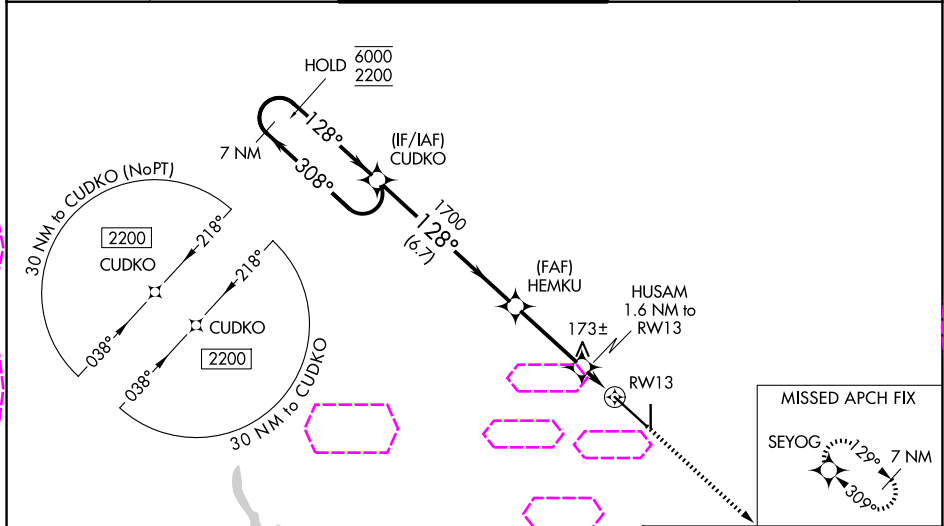 HOLD 6000
2200
128°
308°
7 NM
(IF/IAF)
CUDKO
1700
128°
(6.7)
(FAF)
HEMKU
HUSAM
1.6 NM to
RW13
173±
RW13
30 NM to CUDKO (NoPT)
2200
CUDKO
218°
038°
218°
CUDKO
2200
038°
30 NM to CUDKO
MISSED APCH FIX
SEYOG
129°
7 NM
309°